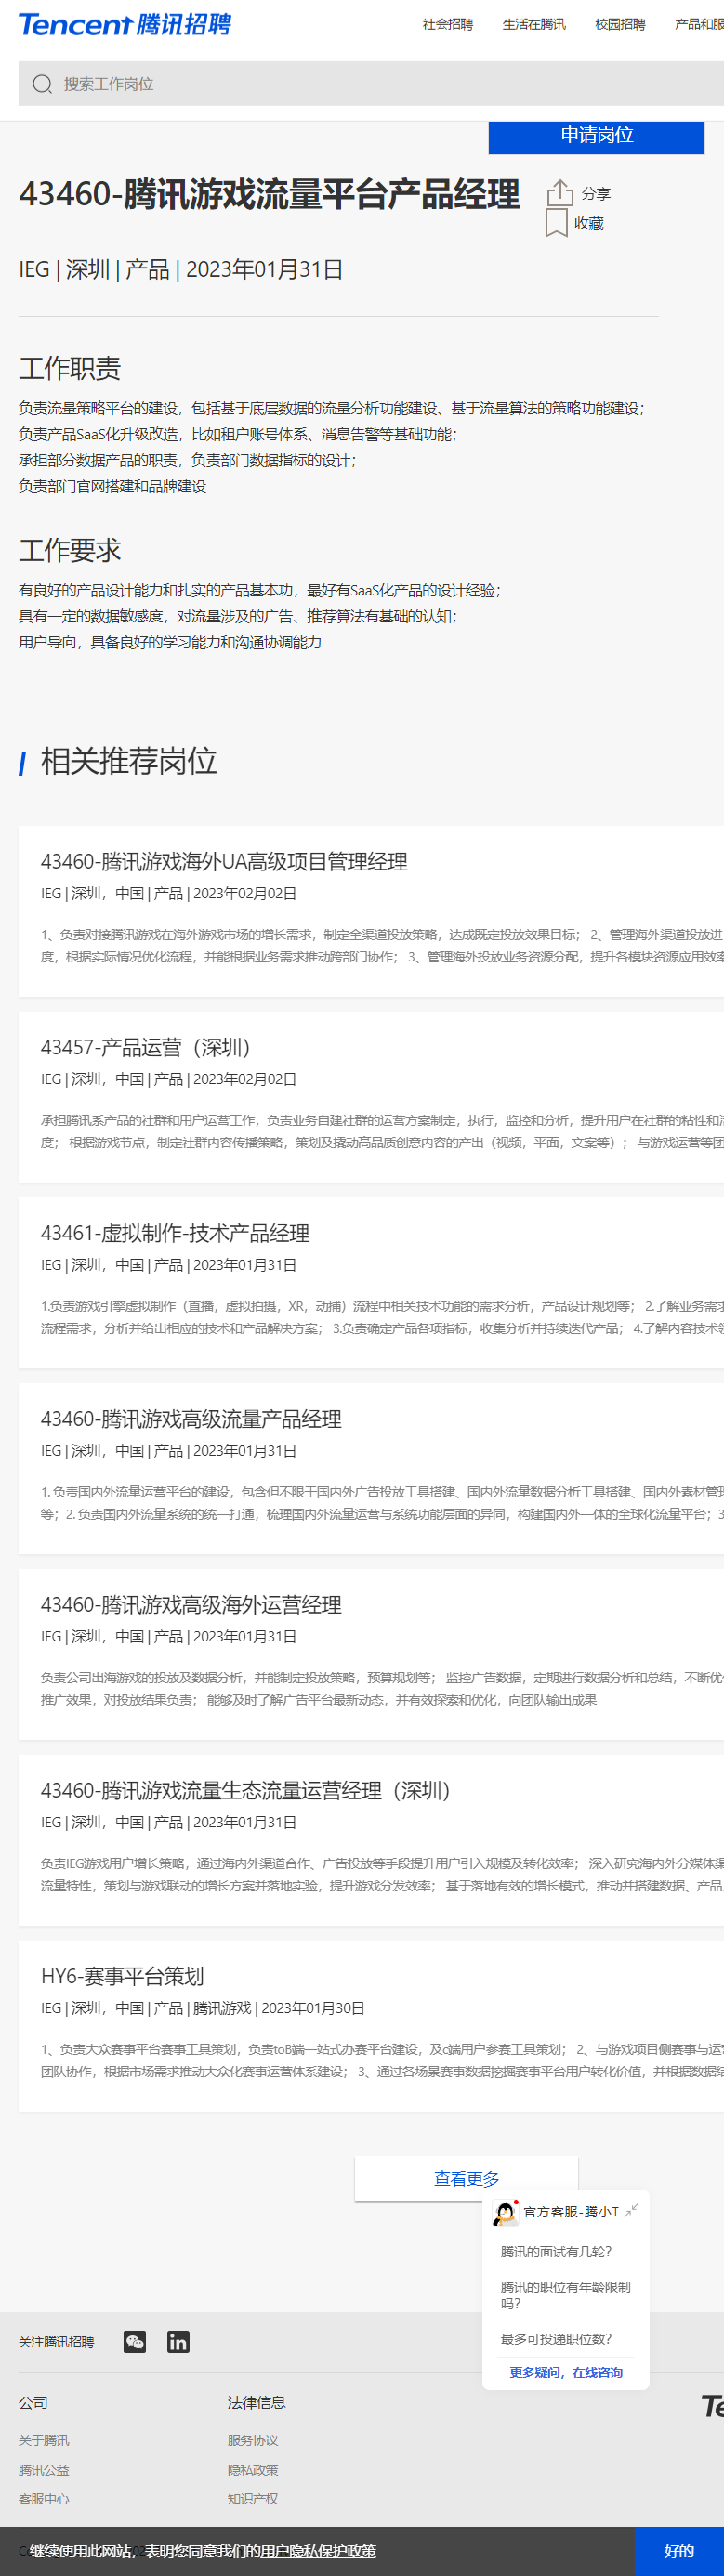 Tencent 腾讯招聘
社会招聘 生活在腾讯 校园招聘 产品和服
搜索工作岗位
申请岗位
43460-腾讯游戏流量平台产品经理
分享
收藏
IEG | 深圳 | 产品 | 2023年01月31日
工作职责
负责流量策略平台的建设，包括基于底层数据的流量分析功能建设、基于流量算法的策略功能建设；
负责产品SaaS化升级改造，比如租户账号体系、消息告警等基础功能；
承担部分数据产品的职责，负责部门数据指标的设计；
负责部门官网搭建和品牌建设
工作要求
有良好的产品设计能力和扎实的产品基本功，最好有SaaS化产品的设计经验；
具有一定的数据敏感度，对流量涉及的广告、推荐算法有基础的认知；
用户导向，具备良好的学习能力和沟通协调能力
相关推荐岗位
43460-腾讯游戏海外UA高级项目管理经理
IEG | 深圳，中国 | 产品 | 2023年02月02日
1、负责对接腾讯游戏在海外游戏市场的增长需求，制定全渠道投放策略，达成既定投放效果目标； 2、管理海外渠道投放进
度，根据实际情况优化流程，并能根据业务需求推动跨部门协作； 3、管理海外投放业务资源分配，提升各模块资源应用效率
43457-产品运营（深圳）
IEG | 深圳，中国 | 产品 | 2023年02月02日
承担腾讯系产品的社群和用户运营工作，负责业务自建社群的运营方案制定，执行，监控和分析，提升用户在社群的粘性和活
度； 根据游戏节点，制定社群内容传播策略，策划及撬动高品质创意内容的产出（视频，平面，文案等）； 与游戏运营等团
43461-虚拟制作-技术产品经理
IEG | 深圳，中国 | 产品 | 2023年01月31日
1.负责游戏引擎虚拟制作（直播，虚拟拍摄，XR，动捕）流程中相关技术功能的需求分析，产品设计规划等； 2.了解业务需求
流程需求，分析并给出相应的技术和产品解决方案； 3.负责确定产品各项指标，收集分析并持续迭代产品； 4.了解内容技术领
43460-腾讯游戏高级流量产品经理
IEG | 深圳，中国 | 产品 | 2023年01月31日
1. 负责国内外流量运营平台的建设，包含但不限于国内外广告投放工具搭建、国内外流量数据分析工具搭建、国内外素材管理
等；2. 负责国内外流量系统的统一打通，梳理国内外流量运营与系统功能层面的异同，构建国内外一体的全球化流量平台；3
43460-腾讯游戏高级海外运营经理
IEG | 深圳，中国 | 产品 | 2023年01月31日
负责公司出海游戏的投放及数据分析，并能制定投放策略，预算规划等； 监控广告数据，定期进行数据分析和总结，不断优化
推广效果，对投放结果负责； 能够及时了解广告平台最新动态，并有效探索和优化，向团队输出成果
43460-腾讯游戏流量生态流量运营经理（深圳）
IEG | 深圳，中国 | 产品 | 2023年01月31日
负责IEG游戏用户增长策略，通过海内外渠道合作、广告投放等手段提升用户引入规模及转化效率； 深入研究海内外分媒体渠
流量特性，策划与游戏联动的增长方案并落地实验，提升游戏分发效率； 基于落地有效的增长模式，推动并搭建数据、产品、
HY6-赛事平台策划
IEG | 深圳，中国 | 产品 | 腾讯游戏 | 2023年01月30日
1、负责大众赛事平台赛事工具策划，负责toB端一站式办赛平台建设，及c端用户参赛工具策划； 2、与游戏项目侧赛事与运营
团队协作，根据市场需求推动大众化赛事运营体系建设； 3、通过各场景赛事数据挖掘赛事平台用户转化价值，并根据数据结
查看更多
官方客服-腾小T
腾讯的面试有几轮？
腾讯的职位有年龄限制
吗？
最多可投递职位数？
更多疑问，在线咨询
关注腾讯招聘
公司 法律信息
Te
关于腾讯 服务协议
腾讯公益 隐私政策
客服中心 知识产权
继续使用此网站，表明您同意我们的用户隐私保护政策
好的